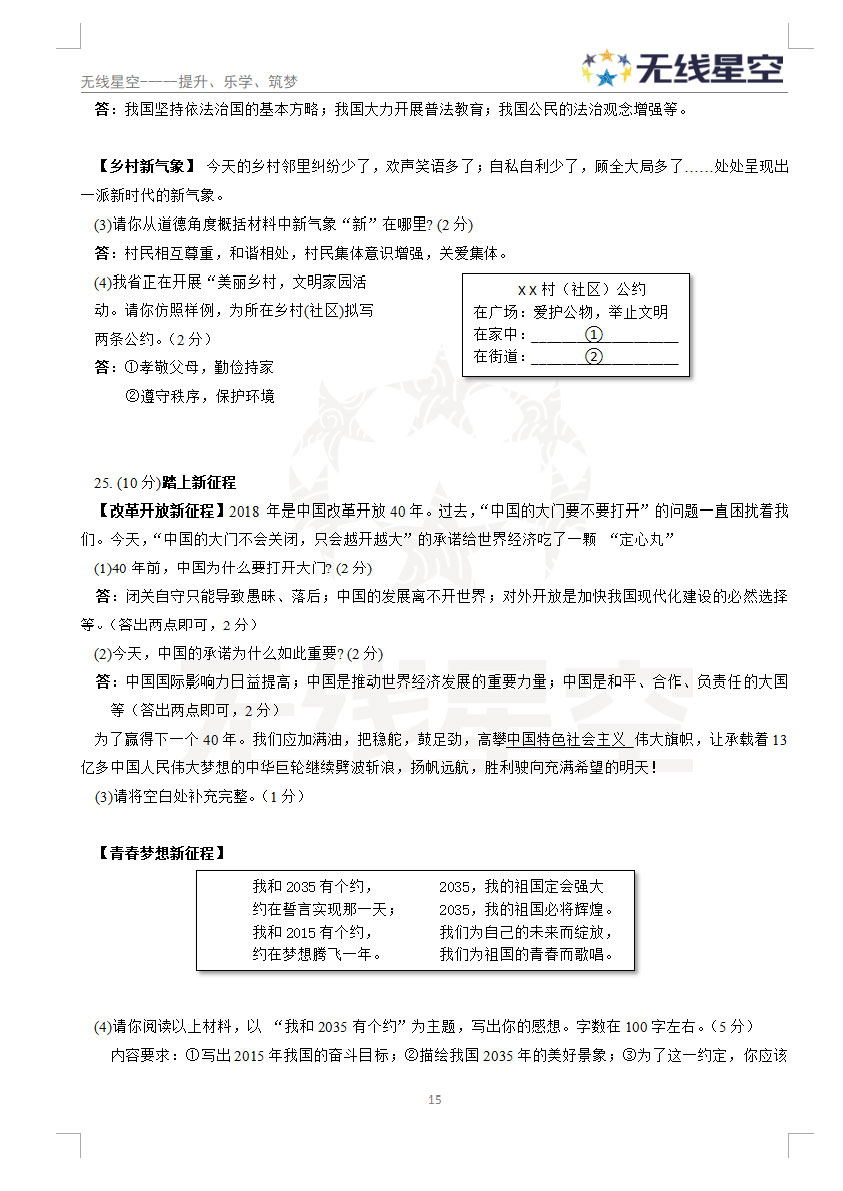 无线星空-——提升、乐学、筑梦
无线星空
答：我国坚持依法治国的基本方略；我国大力开展普法教育；我国公民的法治观念增强等。
【乡村新气象】 今天的乡村邻里纠纷少了，欢声笑语多了；自私自利少了，顾全大局多了……处处呈现出
一派新时代的新气象。
(3)请你从道德角度概括材料中新气象“新”在哪里? (2 分)
答：村民相互尊重，和谐相处，村民集体意识增强，关爱集体。
(4)我省正在开展“美丽乡村，文明家园活
动。请你仿照样例，为所在乡村(社区)拟写
两条公约。（2 分）
答：①孝敬父母，勤俭持家
②遵守秩序，保护环境
x x 村（社区）公约
在广场：爱护公物，举止文明
在家中：_______①__________
在街道：_______②__________
25. (10 分)踏上新征程
【改革开放新征程】2018 年是中国改革开放 40 年。过去，“中国的大门要不要打开”的问题一直困扰着我
们。今天，“中国的大门不会关闭，只会越开越大”的承诺给世界经济吃了一颗 “定心丸”
(1)40 年前，中国为什么要打开大门? (2 分)
答：闭关自守只能导致愚昧、落后；中国的发展离不开世界；对外开放是加快我国现代化建设的必然选择
等。（答出两点即可，2 分）
(2)今天，中国的承诺为什么如此重要? (2 分)
答：中国国际影响力日益提高；中国是推动世界经济发展的重要力量；中国是和平、合作、负责任的大国
等（答出两点即可，2 分）
为了赢得下一个 40 年。我们应加满油，把稳舵，鼓足劲，高攀中国特色社会主义 伟大旗帜，让承载着 13
亿多中国人民伟大梦想的中华巨轮继续劈波斩浪，扬帆远航，胜利驶向充满希望的明天！
(3)请将空白处补充完整。（1 分）
无线星空
【青春梦想新征程】
我和 2035 有个约， 2035，我的祖国定会强大
约在誓言实现那一天； 2035，我的祖国必将辉煌。
我和 2015 有个约， 我们为自己的未来而绽放，
约在梦想腾飞一年。 我们为祖国的青春而歌唱。
(4)请你阅读以上材料，以 “我和 2035 有个约”为主题，写出你的感想。字数在 100 字左右。（5 分）
内容要求：①写出 2015 年我国的奋斗目标；②描绘我国 2035 年的美好景象；③为了这一约定，你应该
15